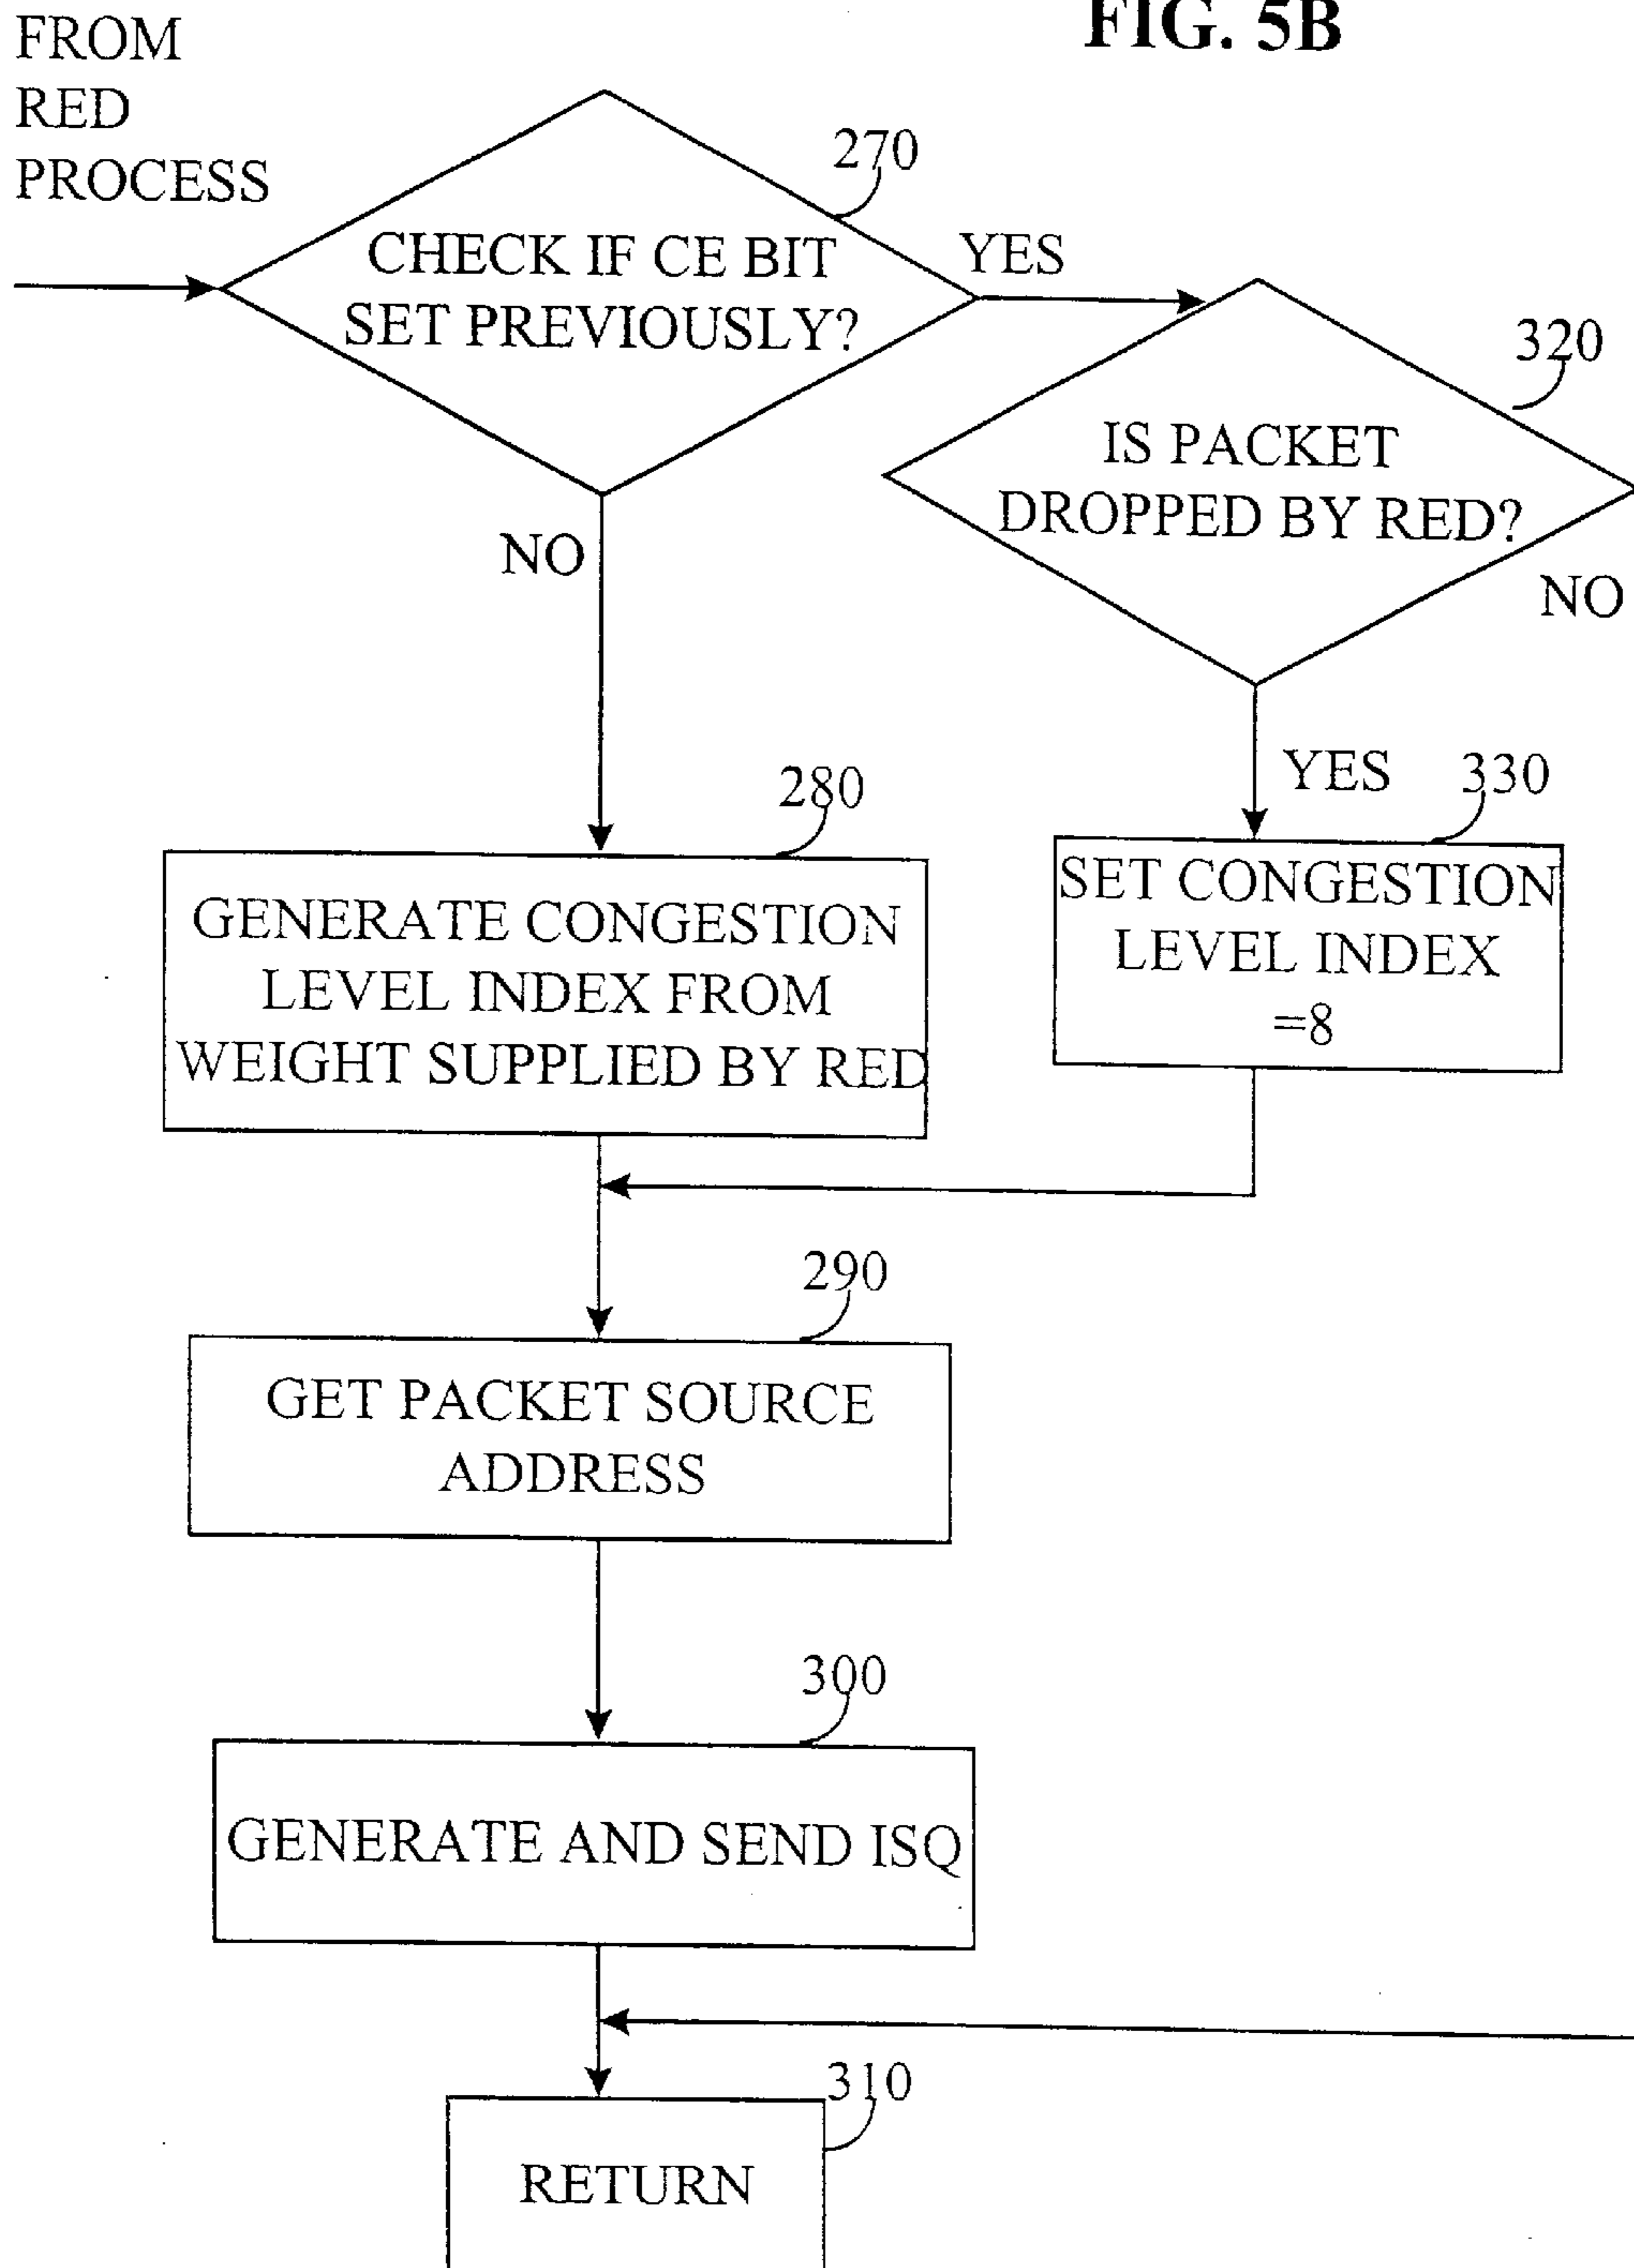 FIG. 5B
FROM
RED
PROCESS
270
CHECK IF CE BIT
SET PREVIOUSLY?
YES
320
IS PACKET
DROPPED BY RED?
NO
NO
YES
330
280
SET CONGESTION
LEVEL INDEX
=8
GENERATE CONGESTION
LEVEL INDEX FROM
WEIGHT SUPPLIED BY RED
290
GET PACKET SOURCE
ADDRESS
300
GENERATE AND SEND ISQ
310
RETURN